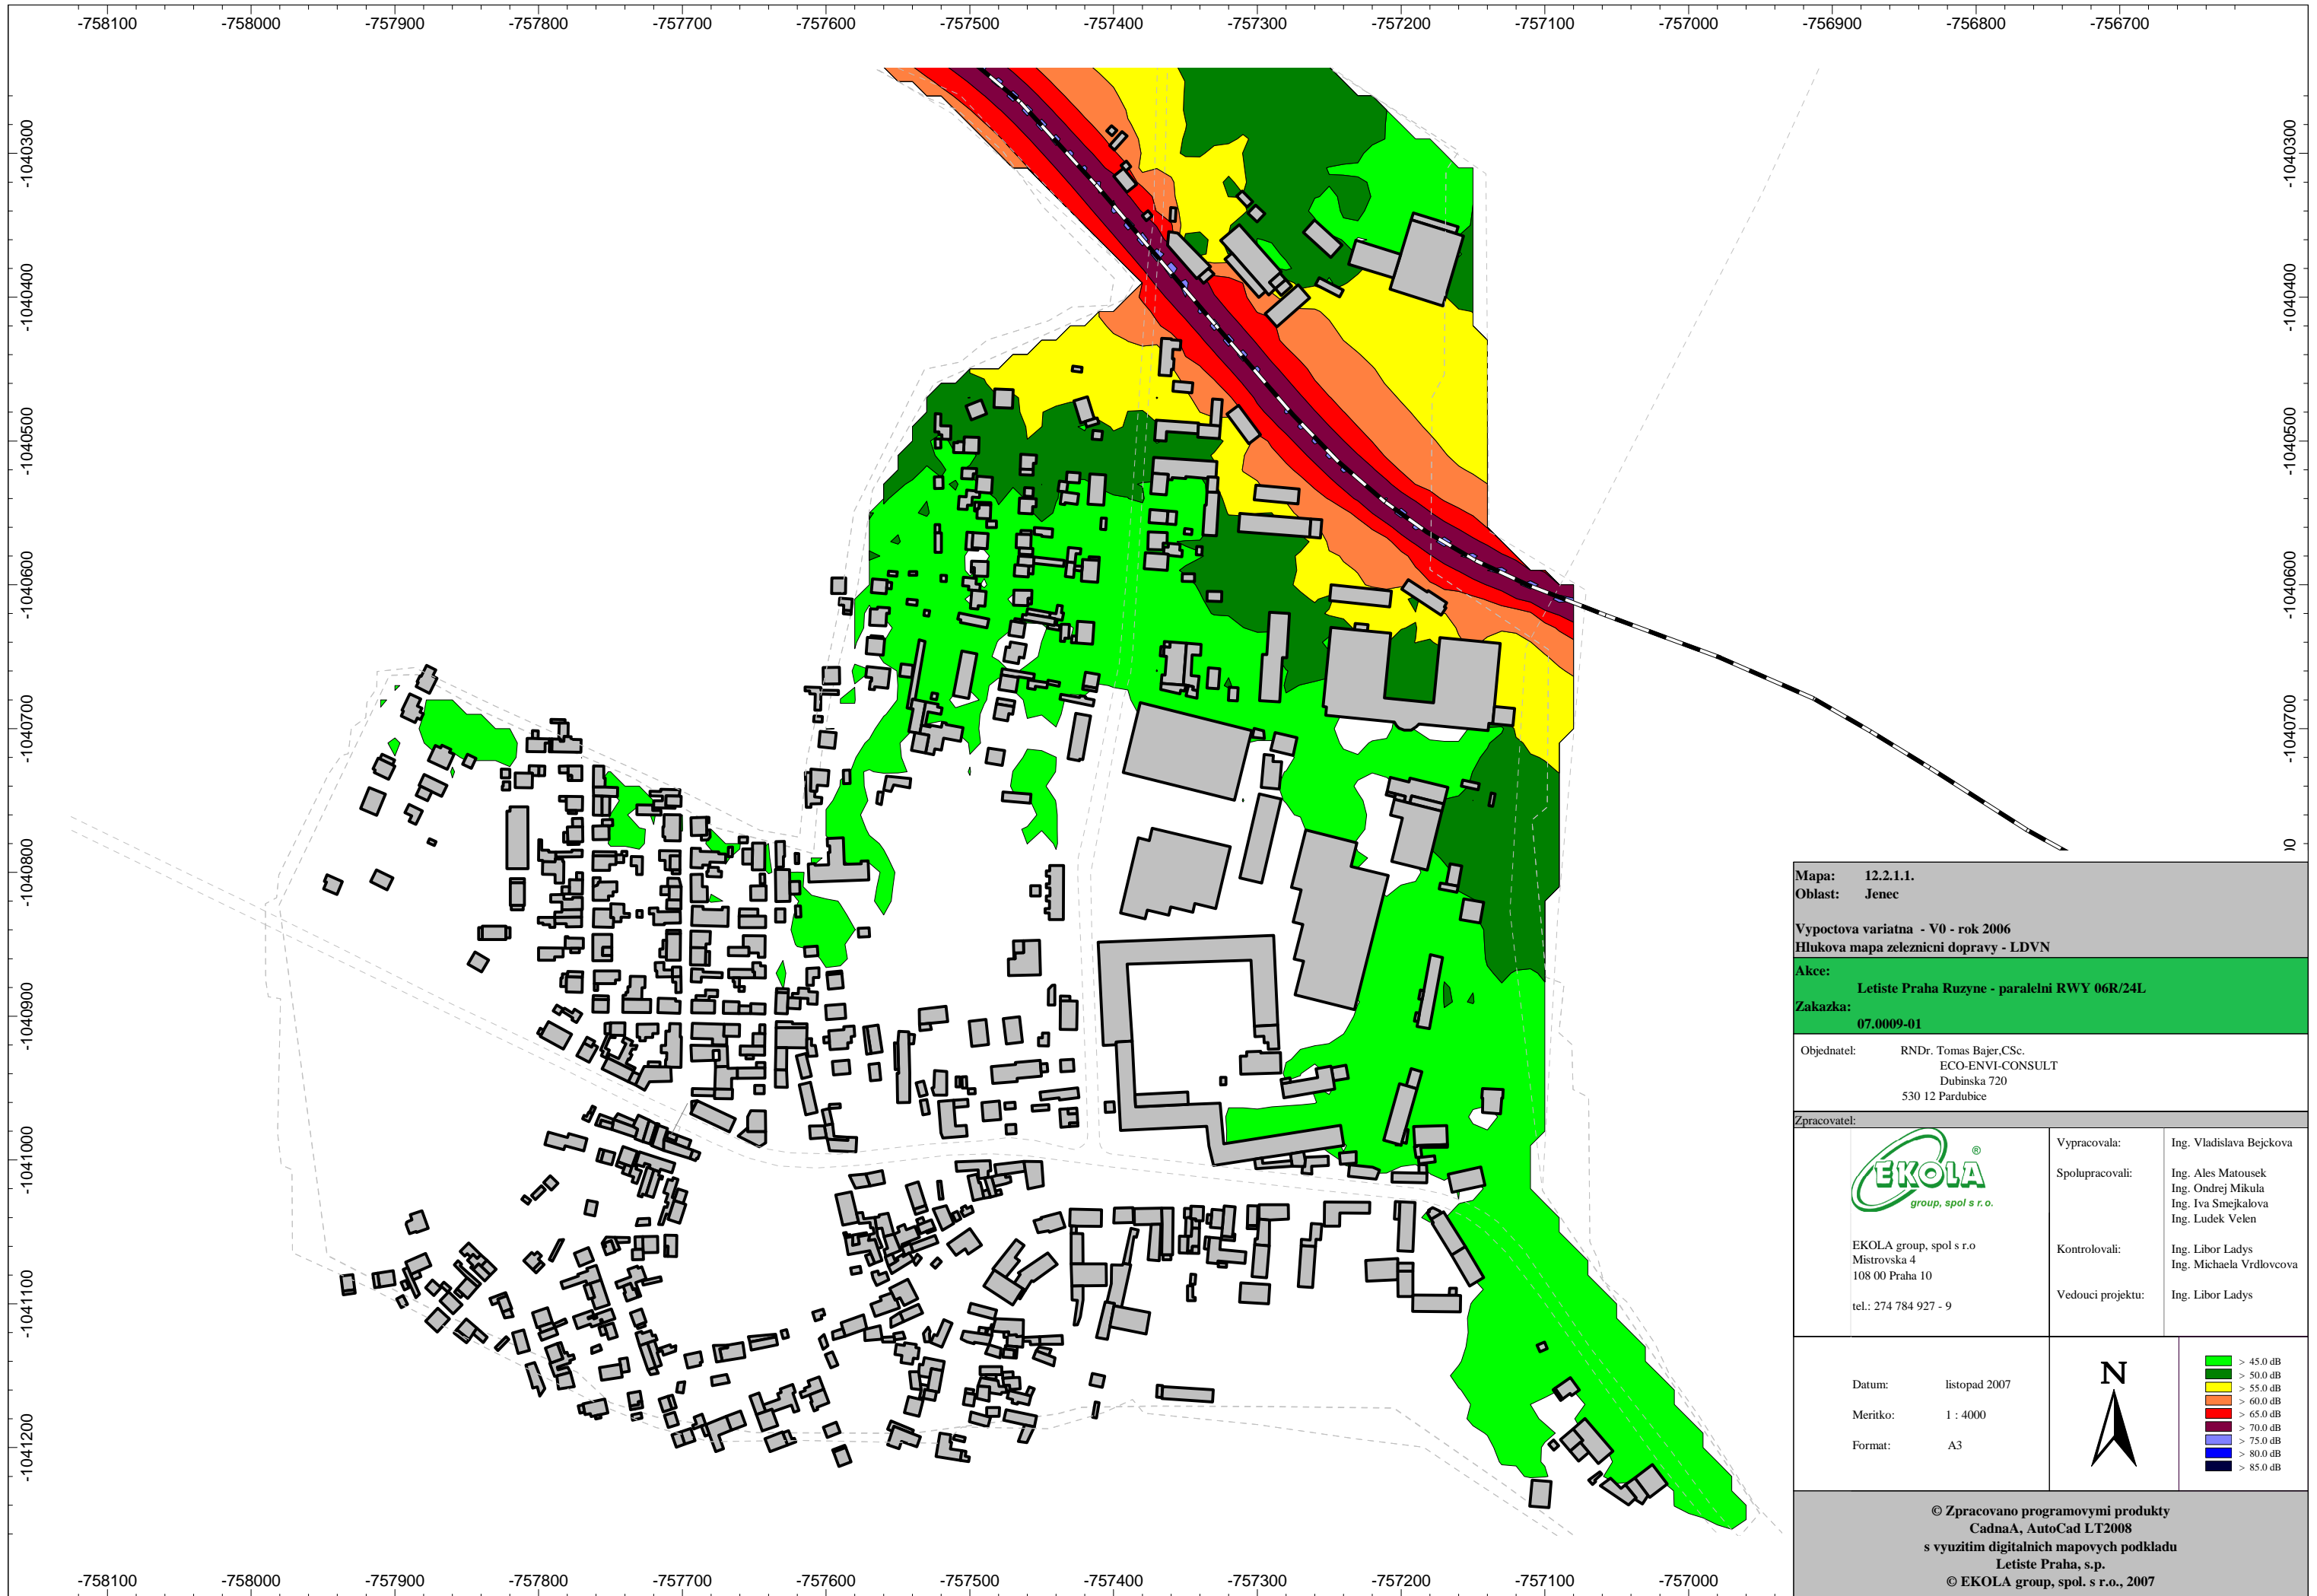 -758100 -758000 -757900 -757800 -757700 -757600 -757500 -757400 -757300 -757200 -757100 -757000 -756900 -756800 -756700
-1040300
-1040400
-1040500
-1040600
-1040700
-1040800
-1040900
-1041000
-1041100
-1041200
-1040300
-1040400
-1040500
-1040600
-1040700
Mapa: 12.2.1.1.
Oblast: Jenec
Vypoctova variatna - V0 - rok 2006
Hlukova mapa zeleznicni dopravy - LDVN
Akce:
Letiste Praha Ruzyne - paralelni RWY 06R/24L
Zakazka:
07.0009-01
Objednatel: RNDr. Tomas Bajer,CSc.
ECO-ENVI-CONSULT
Dubinska 720
530 12 Pardubice
Zpracovatel:
EKOLA ®
group, spol s r.o.
EKOLA group, spol s r.o
Mistrovska 4
108 00 Praha 10
tel.: 274 784 927 - 9
Vypracovala: Ing. Vladislava Bejckova
Spolupracovali: Ing. Ales Matousek
Ing. Ondrej Mikula
Ing. Iva Smejkalova
Ing. Ludek Velen
Kontrolovali: Ing. Libor Ladys
Ing. Michaela Vrdlovcova
Vedouci projektu: Ing. Libor Ladys
Datum: listopad 2007
Meritko: 1 : 4000
Format: A3
N
> 45.0 dB
> 50.0 dB
> 55.0 dB
> 60.0 dB
> 65.0 dB
> 70.0 dB
> 75.0 dB
> 80.0 dB
> 85.0 dB
© Zpracovano programovymi produkty
CadnaA, AutoCad LT2008
s vyuzitim digitalnich mapovych podkladu
Letiste Praha, s.p.
© EKOLA group, spol. s r.o., 2007
-758100 -758000 -757900 -757800 -757700 -757600 -757500 -757400 -757300 -757200 -757100 -757000